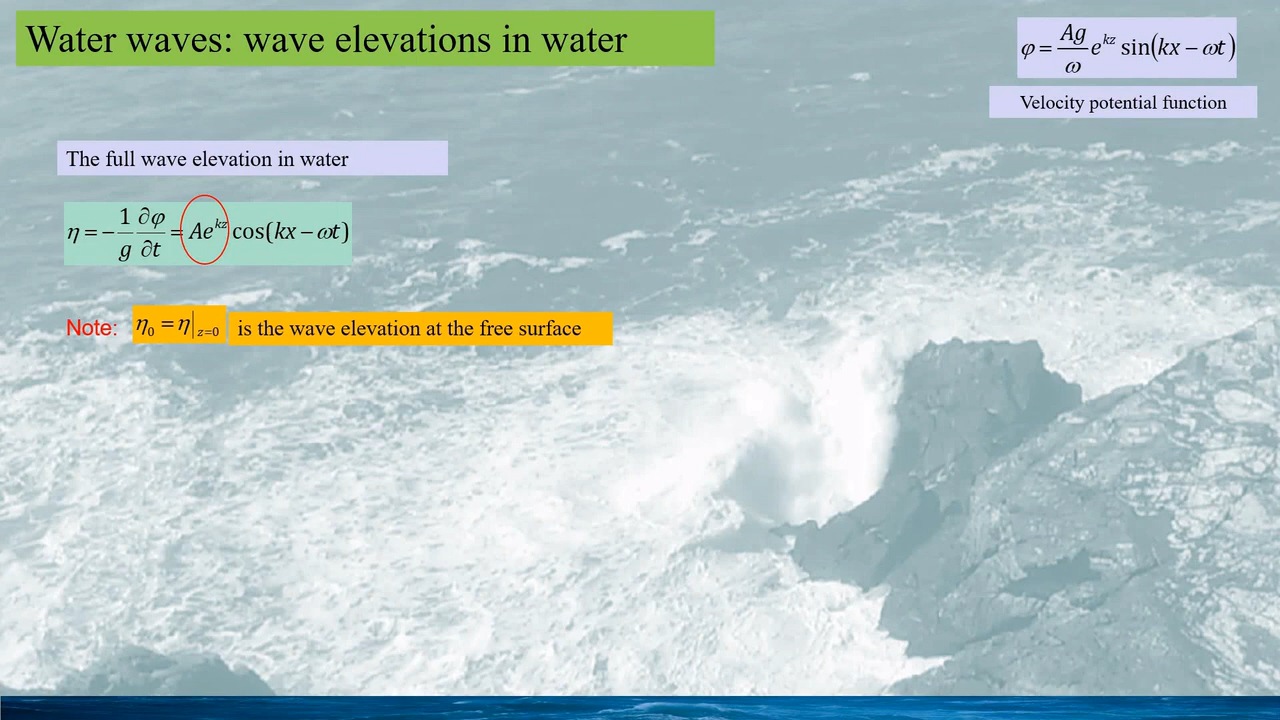 Water waves: wave elevations in water
φ = Ag/ω e^{kz} sin(kx − ωt)
Velocity potential function
The full wave elevation in water
η = − 1/g ∂φ/∂t = Ae^{kz} cos(kx − ωt)
Note: η₀ = η|_{z=0} is the wave elevation at the free surface